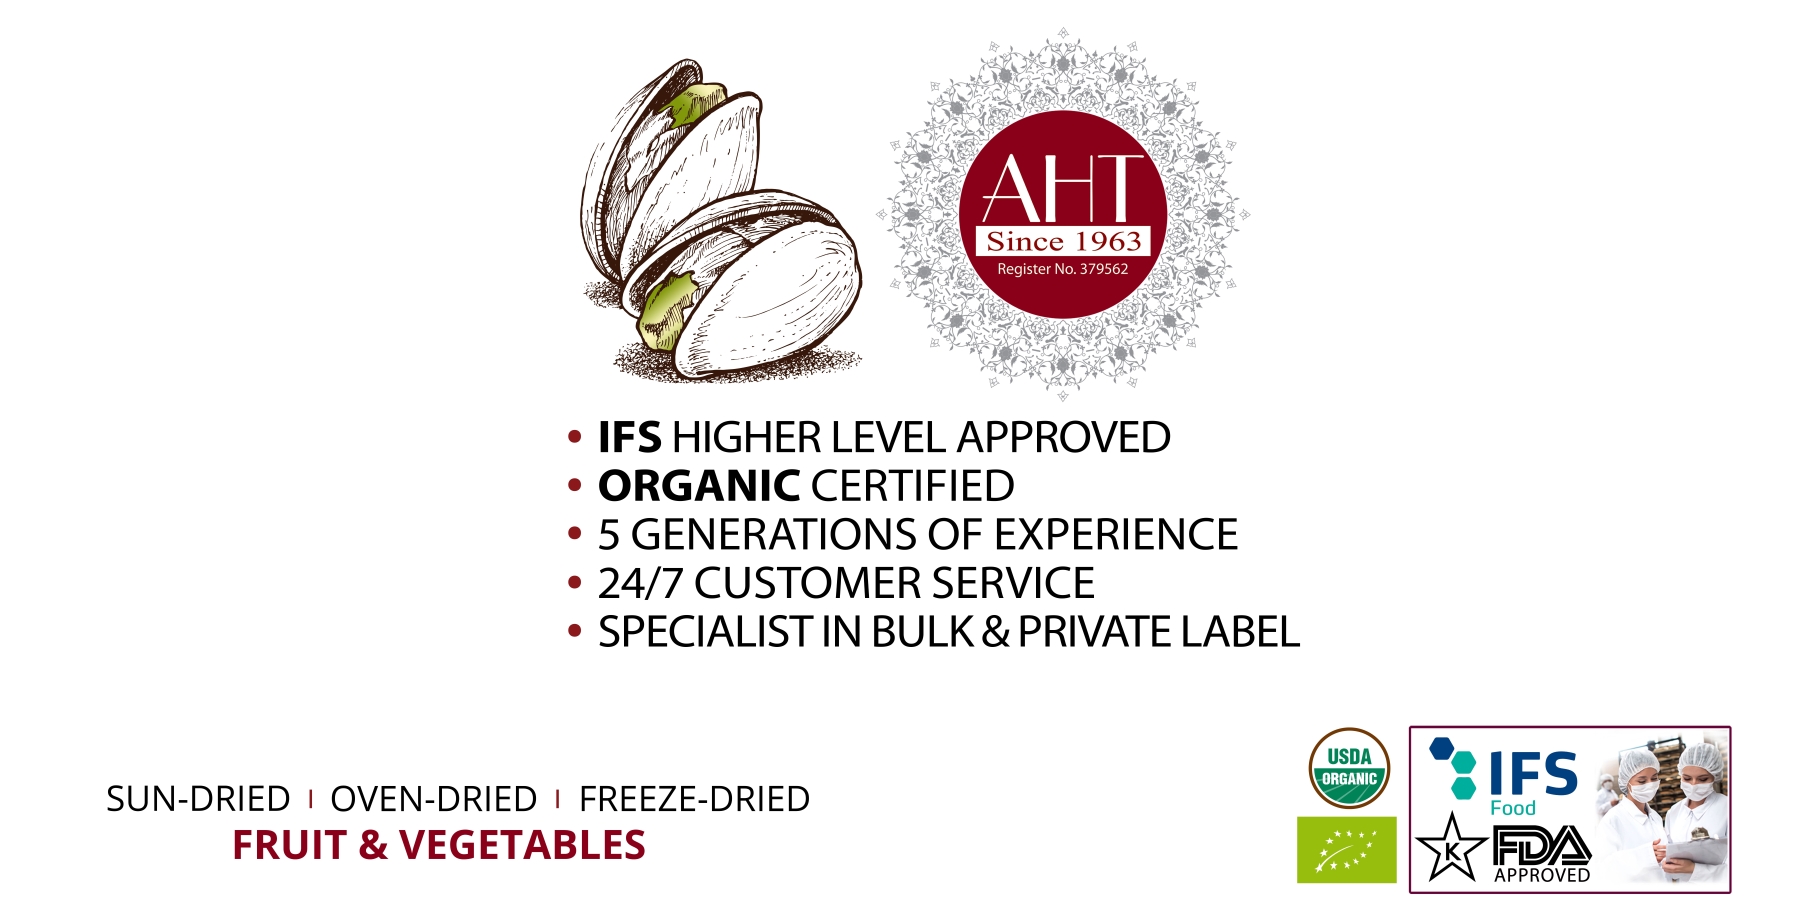 AHT
Since 1963
Register No. 379562
• IFS HIGHER LEVEL APPROVED
• ORGANIC CERTIFIED
• 5 GENERATIONS OF EXPERIENCE
• 24/7 CUSTOMER SERVICE
• SPECIALIST IN BULK & PRIVATE LABEL
SUN-DRIED | OVEN-DRIED | FREEZE-DRIED
FRUIT & VEGETABLES
USDA
ORGANIC
IFS
Food
K
FDA
APPROVED